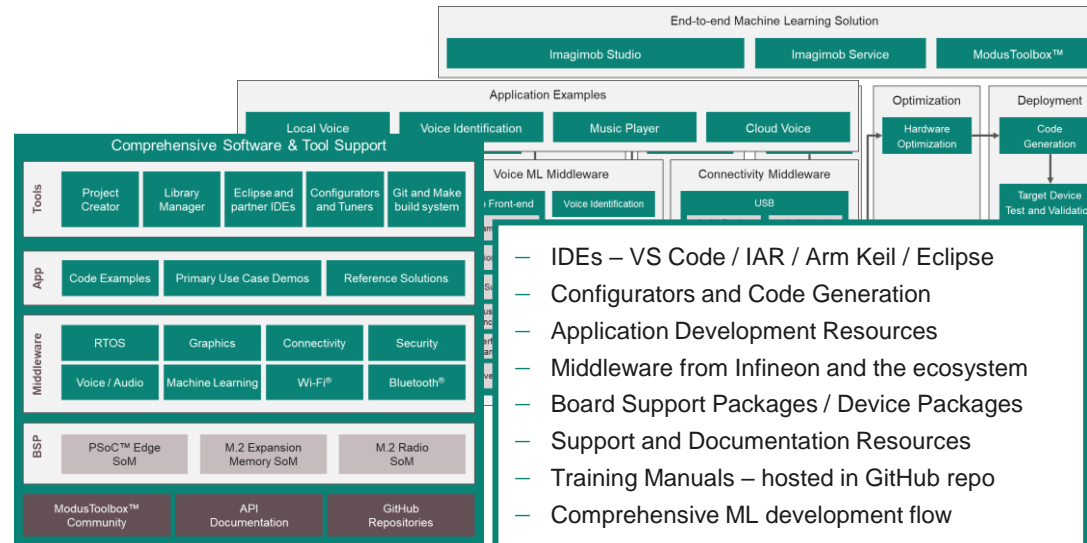 End-to-end Machine Learning Solution
Imagimob Studio
Imagimob Service
ModusToolbox™
Application Examples
Local Voice
Voice Identification
Music Player
Cloud Voice
Optimization
Hardware
Optimization
Deployment
Code
Generation
Target Device
Test and Validation
Voice ML Middleware
Front-end
Voice Identification
Connectivity Middleware
USB
Comprehensive Software & Tool Support
Tools
Project
Creator
Library
Manager
Eclipse and
partner IDEs
Configurators
and Tuners
Git and Make
build system
App
Code Examples
Primary Use Case Demos
Reference Solutions
Middleware
RTOS
Graphics
Connectivity
Security
Voice / Audio
Machine Learning
Wi-Fi®
Bluetooth®
BSP
PSoC™ Edge
SoM
M.2 Expansion
Memory SoM
M.2 Radio
SoM
ModusToolbox™
Community
API
Documentation
GitHub
Repositories
– IDEs – VS Code / IAR / Arm Keil / Eclipse
– Configurators and Code Generation
– Application Development Resources
– Middleware from Infineon and the ecosystem
– Board Support Packages / Device Packages
– Support and Documentation Resources
– Training Manuals – hosted in GitHub repo
– Comprehensive ML development flow